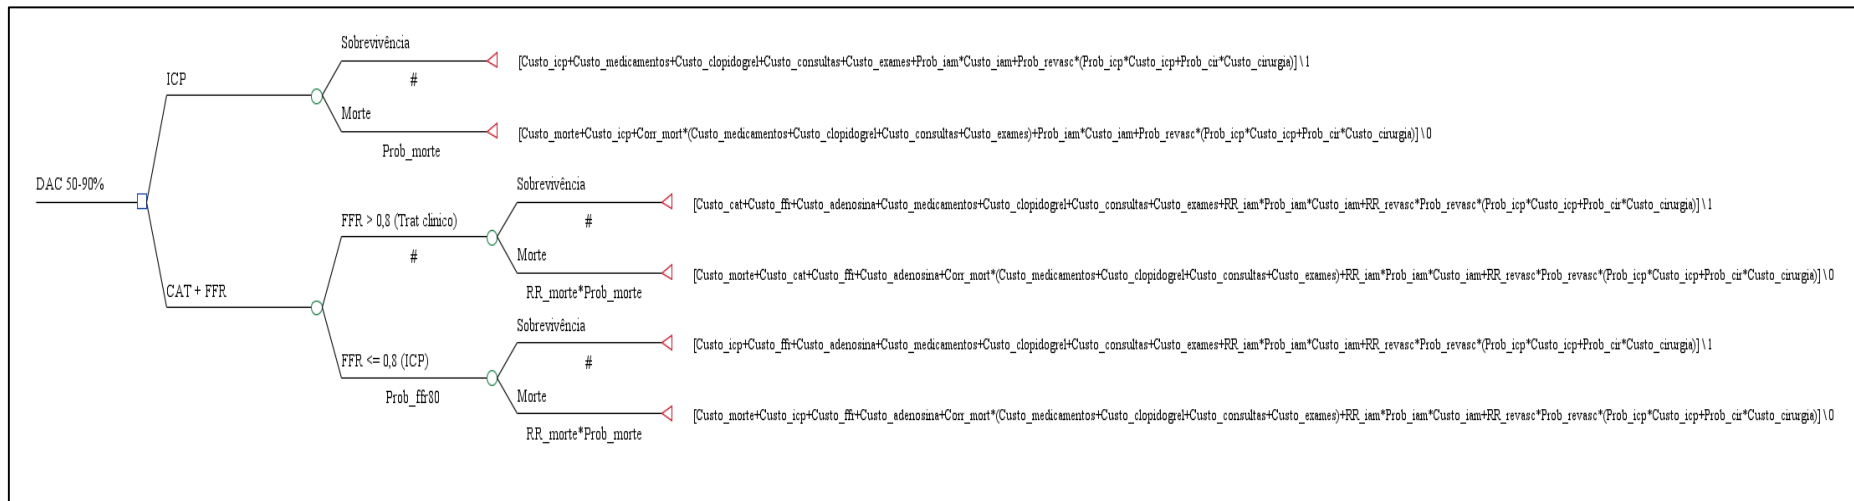 Sobrevivência
#
[Custo_icp+Custo_medicamentos+Custo_clopidogrel+Custo_consultas+Custo_exames+Prob_iam*Custo_iam+Prob_revasc*(Prob_icp*Custo_icp+Prob_cir*Custo_cirurgia)] \ 1
ICP
Morte
Prob_morte
[Custo_morte+Custo_icp+Corr_mort*(Custo_medicamentos+Custo_clopidogrel+Custo_consultas+Custo_exames)+Prob_iam*Custo_iam+Prob_revasc*(Prob_icp*Custo_icp+Prob_cir*Custo_cirurgia)] \ 0
DAC 50-90%
Sobrevivência
#
[Custo_cat+Custo_ffr+Custo_adenosina+Custo_medicamentos+Custo_clopidogrel+Custo_consultas+Custo_exames+RR_iam*Prob_iam*Custo_iam+RR_revasc*Prob_revasc*(Prob_icp*Custo_icp+Prob_cir*Custo_cirurgia)] \ 1
FFR > 0,8 (Trat clinico)
#
Morte
RR_morte*Prob_morte
[Custo_morte+Custo_cat+Custo_ffr+Custo_adenosina+Corr_mort*(Custo_medicamentos+Custo_clopidogrel+Custo_consultas+Custo_exames)+RR_iam*Prob_iam*Custo_iam+RR_revasc*Prob_revasc*(Prob_icp*Custo_icp+Prob_cir*Custo_cirurgia)] \ 0
CAT + FFR
Sobrevivência
#
[Custo_icp+Custo_ffr+Custo_adenosina+Custo_medicamentos+Custo_clopidogrel+Custo_consultas+Custo_exames+RR_iam*Prob_iam*Custo_iam+RR_revasc*Prob_revasc*(Prob_icp*Custo_icp+Prob_cir*Custo_cirurgia)] \ 1
FFR <= 0,8 (ICP)
Prob_ffr80
Morte
RR_morte*Prob_morte
[Custo_morte+Custo_icp+Custo_ffr+Custo_adenosina+Corr_mort*(Custo_medicamentos+Custo_clopidogrel+Custo_consultas+Custo_exames)+RR_iam*Prob_iam*Custo_iam+RR_revasc*Prob_revasc*(Prob_icp*Custo_icp+Prob_cir*Custo_cirurgia)] \ 0